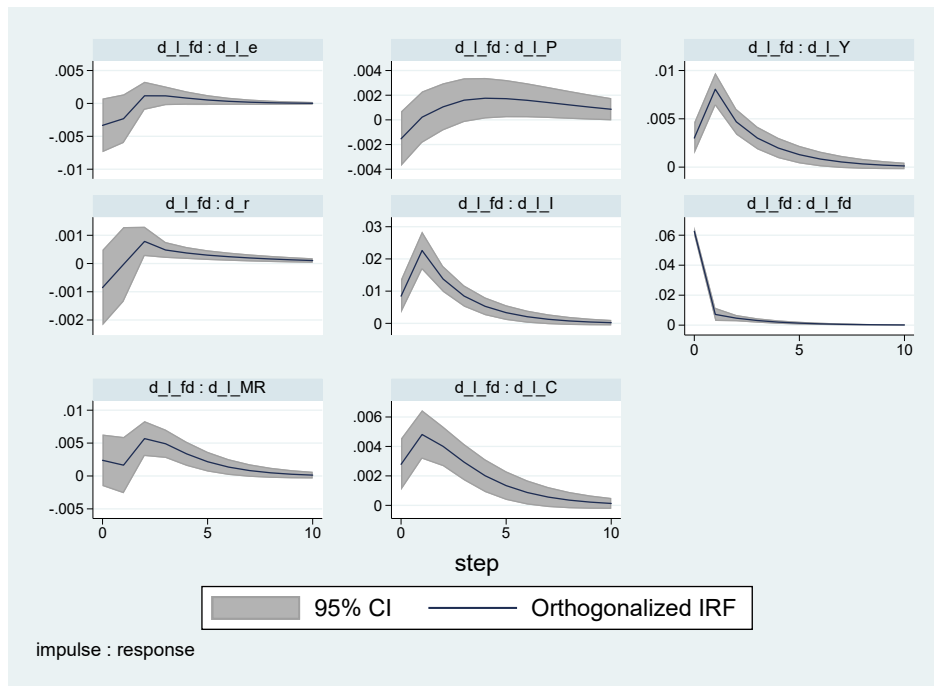 d_l_fd : d_l_e
d_l_fd : d_l_P
d_l_fd : d_l_Y
.005
0
-.005
-.01
.004
.002
0
-.002
-.004
.01
.005
0
d_l_fd : d_r
d_l_fd : d_l_I
d_l_fd : d_l_fd
.001
0
-.001
-.002
.03
.02
.01
0
.06
.04
.02
0
0 5 10
d_l_fd : d_l_MR
d_l_fd : d_l_C
.01
.005
0
-.005
0 5 10
.006
.004
.002
0
0 5 10
step
95% CI Orthogonalized IRF
impulse : response